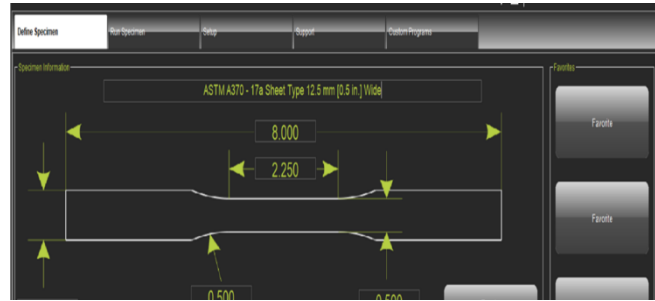 Define Specimen
Run Specimen
Setup
Support
Custom Programs
Specimen Information
Favorites
ASTM A370 - 17a Sheet Type 12.5 mm [0.5 in.] Wide
Favorite
8.000
2.250
Favorite
0.500
0.500